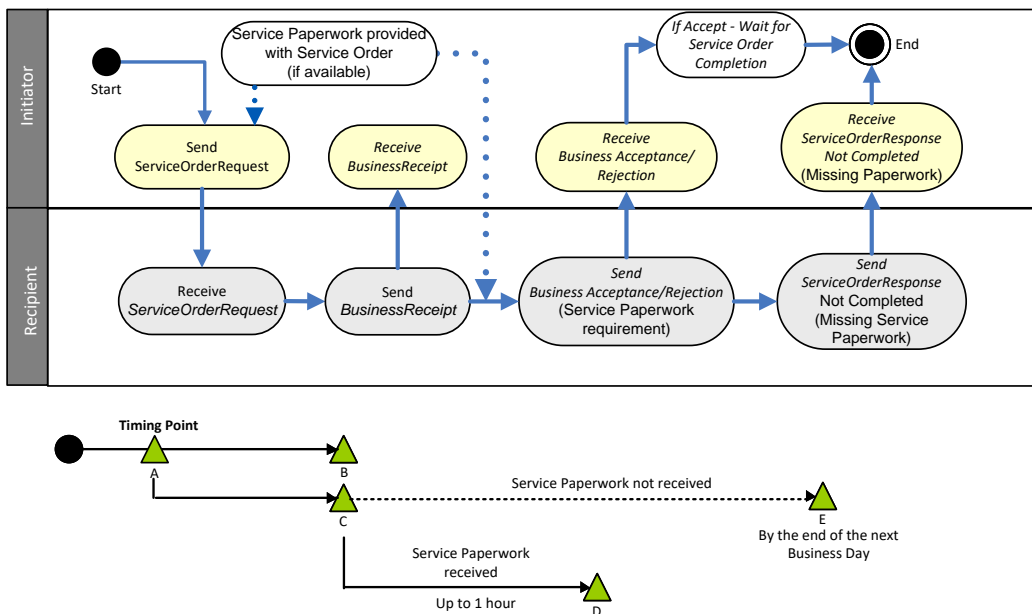 Initiator
Start
Service Paperwork provided
with Service Order
(if available)
If Accept - Wait for
Service Order
Completion
End
Send
ServiceOrderRequest
Receive
BusinessReceipt
Receive
Business Acceptance/
Rejection
Receive
ServiceOrderResponse
Not Completed
(Missing Paperwork)
Recipient
Receive
ServiceOrderRequest
Send
BusinessReceipt
Send
Business Acceptance/Rejection
(Service Paperwork
requirement)
Send
ServiceOrderResponse
Not Completed
(Missing Service
Paperwork)
Timing Point
A
B
C
Service Paperwork not received
E
By the end of the next
Business Day
Service Paperwork
received
Up to 1 hour
D